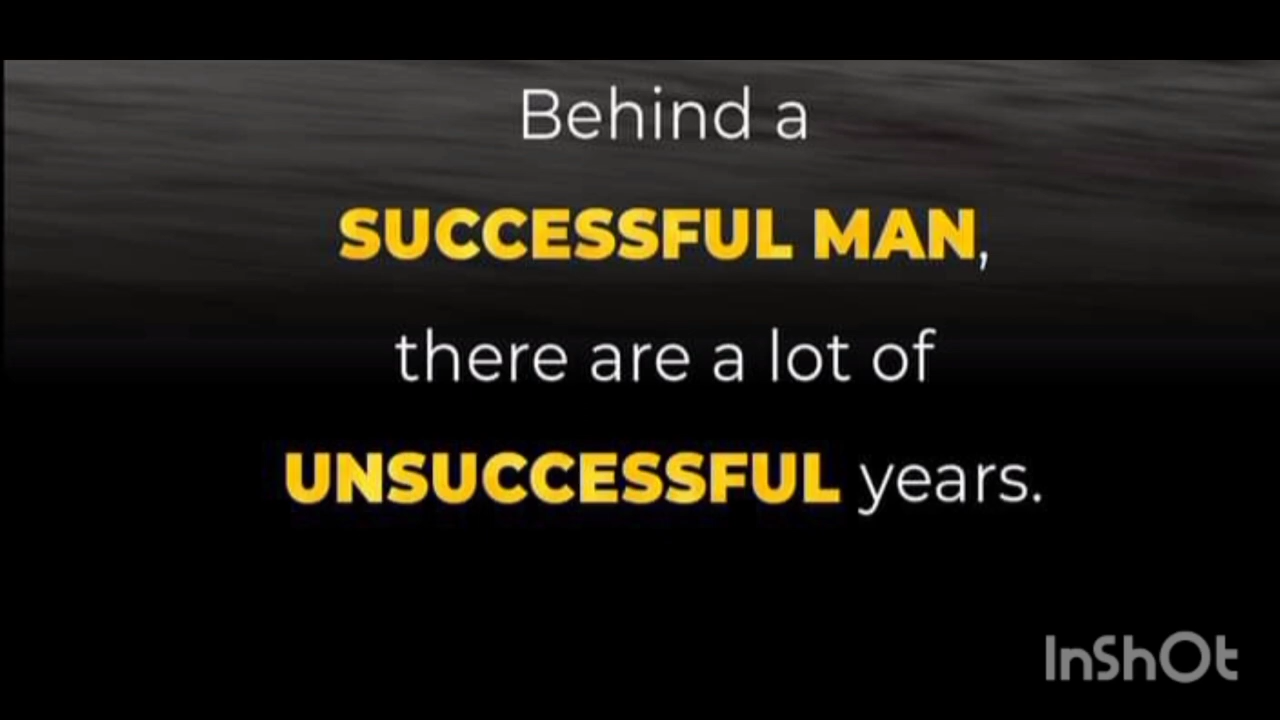 Behind a
SUCCESSFUL MAN,
there are a lot of
UNSUCCESSFUL years.
InShOt